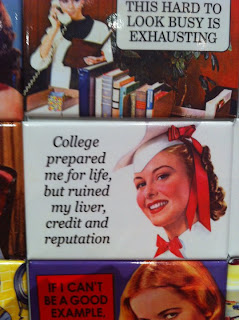 THIS HARD TO
LOOK BUSY IS
EXHAUSTING
College
prepared
me for life,
but ruined
my liver,
credit and
reputation
IF I CAN'T
BE A GOOD
EXAMPLE,